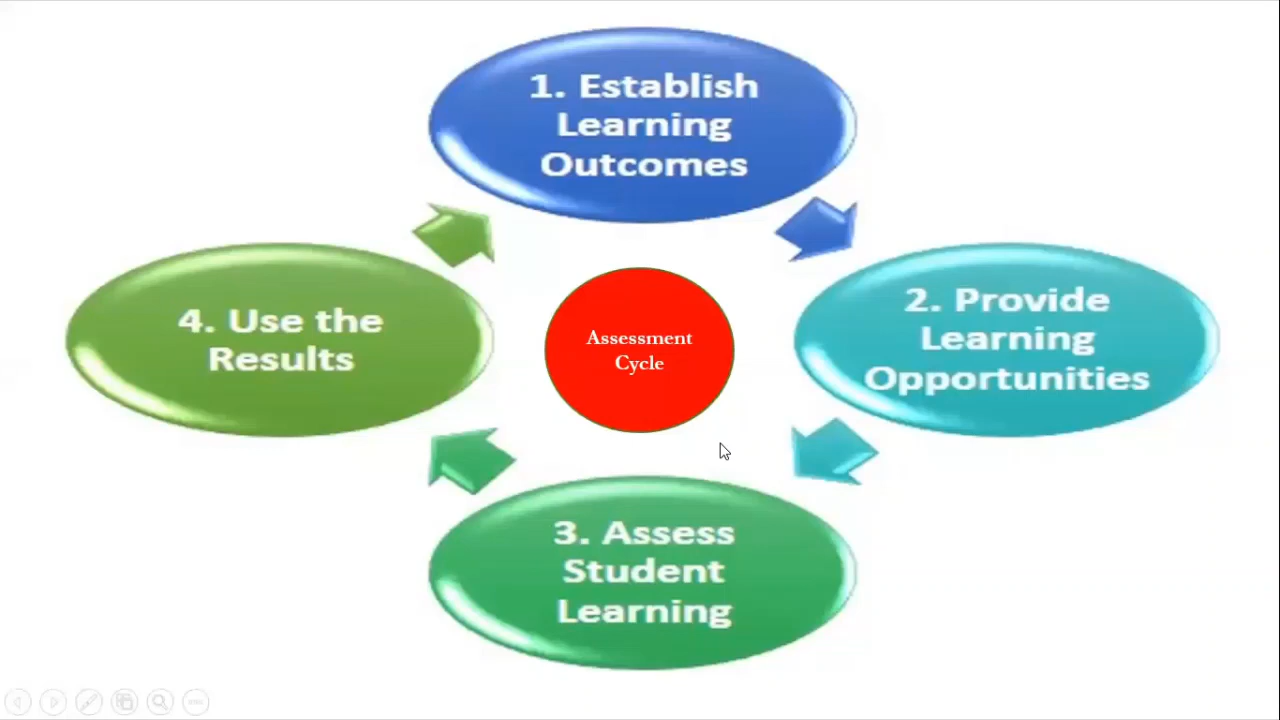 1. Establish
Learning
Outcomes
2. Provide
Learning
Opportunities
3. Assess
Student
Learning
4. Use the
Results
Assessment
Cycle